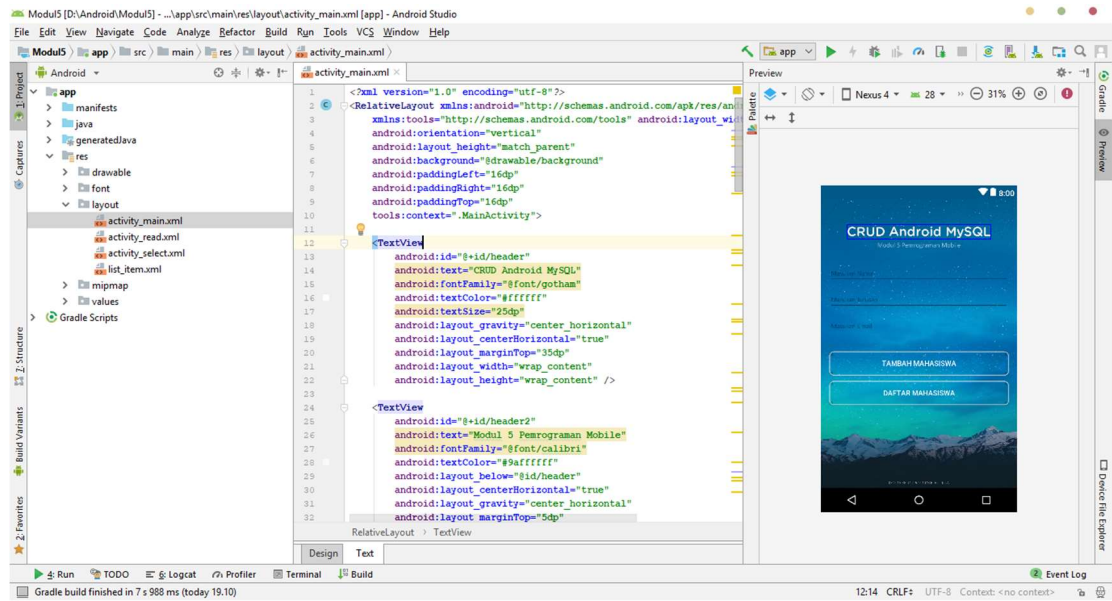 Modul5 [D:\Android\Modul5] - ...\app\src\main\res\layout\activity_main.xml [app] - Android Studio
File Edit View Navigate Code Analyze Refactor Build Run Tools VCS Window Help
Modul5 app src main res layout activity_main.xml
app
Android
activity_main.xml
Preview
1: Project
Captures
7: Structure
Build Variants
2: Favorites
app
manifests
java
generatedJava
res
drawable
font
layout
activity_main.xml
activity_read.xml
activity_select.xml
list_item.xml
mipmap
values
Gradle Scripts
1 <?xml version="1.0" encoding="utf-8"?>
2 <RelativeLayout xmlns:android="http://schemas.android.com/apk/res/and
3 xmlns:tools="http://schemas.android.com/tools" android:layout_wid
4 android:orientation="vertical"
5 android:layout_height="match_parent"
6 android:background="@drawable/background"
7 android:paddingLeft="16dp"
8 android:paddingRight="16dp"
9 android:paddingTop="16dp"
10 tools:context=".MainActivity">
11
12 <TextView
13 android:id="@+id/header"
14 android:text="CRUD Android MySQL"
15 android:fontFamily="@font/gotham"
16 android:textColor="#ffffff"
17 android:textSize="25dp"
18 android:layout_gravity="center_horizontal"
19 android:layout_centerHorizontal="true"
20 android:layout_marginTop="35dp"
21 android:layout_width="wrap_content"
22 android:layout_height="wrap_content" />
23
24 <TextView
25 android:id="@+id/header2"
26 android:text="Modul 5 Pemrograman Mobile"
27 android:fontFamily="@font/calibri"
28 android:textColor="#9affffff"
29 android:layout_below="@id/header"
30 android:layout_centerHorizontal="true"
31 android:layout_gravity="center_horizontal"
32 android:layout_marginTop="5dp"
RelativeLayout TextView
Design Text
Palette
Nexus 4 28 31%
8:00
CRUD Android MySQL
Modul 5 Pemrograman Mobile
TAMBAH MAHASISWA
DAFTAR MAHASISWA
Gradle
Preview
Device File Explorer
4: Run TODO 6: Logcat Profiler Terminal Build
2 Event Log
Gradle build finished in 7 s 988 ms (today 19.10)
12:14 CRLF UTF-8 Context: <no context>